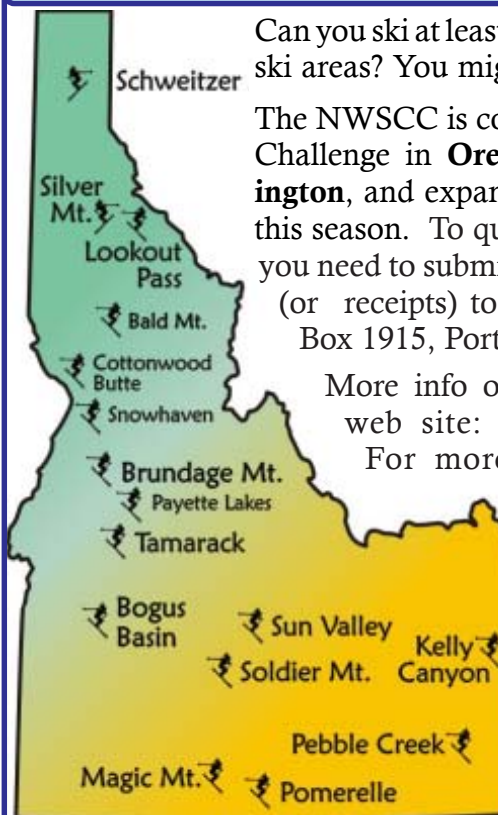 Can you ski at least
ski areas? You mig
The NWSCC is co
Challenge in Ore
ington, and expan
this season. To qu
you need to submi
(or receipts) to
Box 1915, Port
More info o
web site:
For more
Schweitzer
Silver
Mt.
Lookout
Pass
Bald Mt.
Cottonwood
Butte
Snowhaven
Brundage Mt.
Payette Lakes
Tamarack
Bogus
Basin
Sun Valley
Kelly
Canyon
Soldier Mt.
Pebble Creek
Magic Mt.
Pomerelle